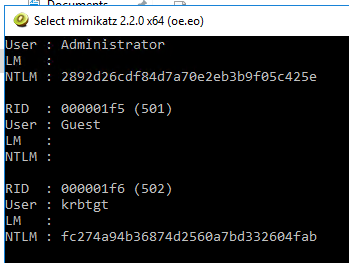 Documents
Select mimikatz 2.2.0 x64 (oe.eo)
User : Administrator
LM   :
NTLM : 2892d26cdf84d7a70e2eb3b9f05c425e
RID  : 000001f5 (501)
User : Guest
LM   :
NTLM :
RID  : 000001f6 (502)
User : krbtgt
LM   :
NTLM : fc274a94b36874d2560a7bd332604fab